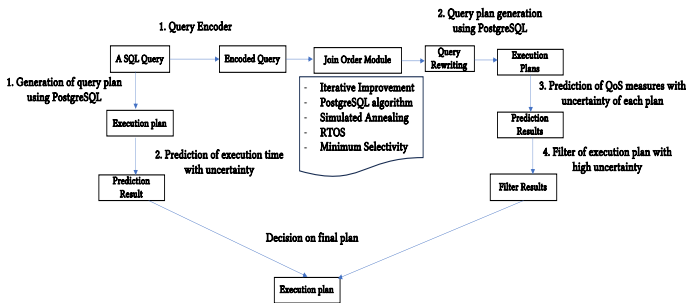 1. Query Encoder
2. Query plan generation
using PostgreSQL
A SQL Query
Encoded Query
Join Order Module
Query
Rewriting
Execution
Plans
1. Generation of query plan
using PostgreSQL
- Iterative Improvement
- PostgreSQL algorithm
- Simulated Annealing
- RTOS
- Minimum Selectivity
3. Prediction of QoS measures with
uncertainty of each plan
Execution plan
Prediction
Results
2. Prediction of execution time
with uncertainty
4. Filter of execution plan with
high uncertainty
Prediction
Result
Filter Results
Decision on final plan
Execution plan